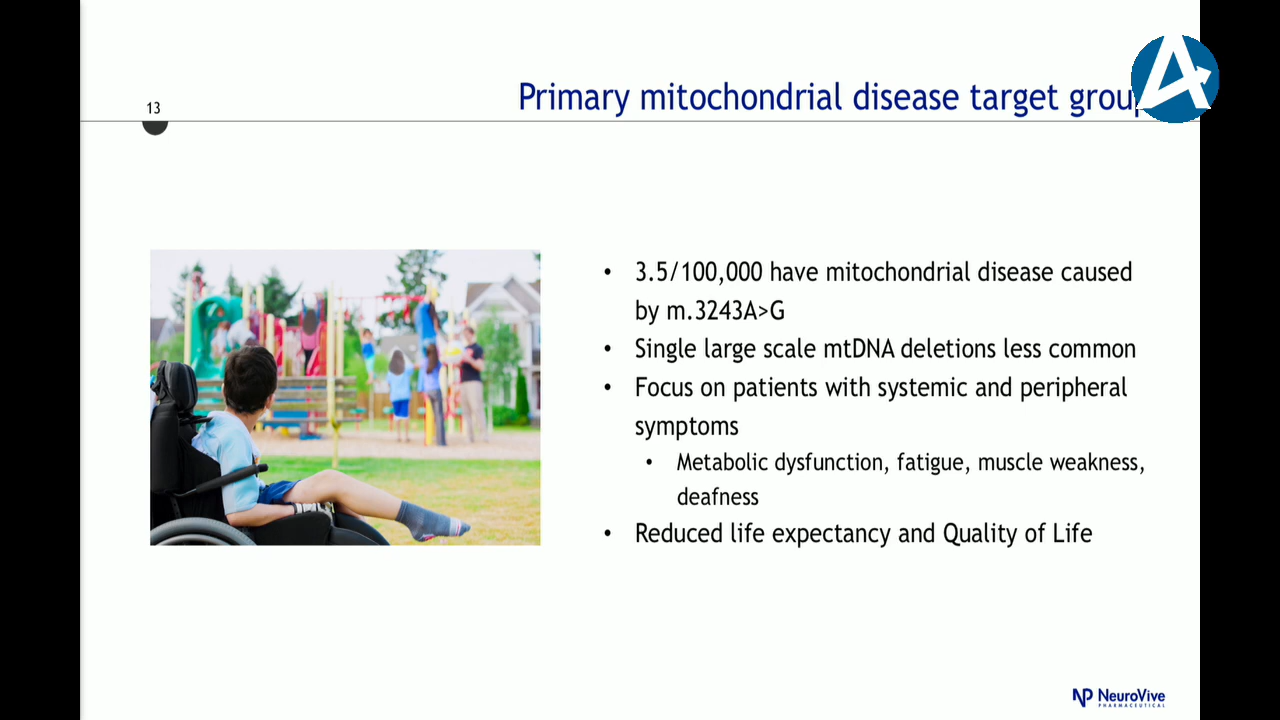 13
Primary mitochondrial disease target group
• 3.5/100,000 have mitochondrial disease caused
by m.3243A>G
• Single large scale mtDNA deletions less common
• Focus on patients with systemic and peripheral
symptoms
• Metabolic dysfunction, fatigue, muscle weakness,
deafness
• Reduced life expectancy and Quality of Life
NP NeuroVive
PHARMACEUTICAL